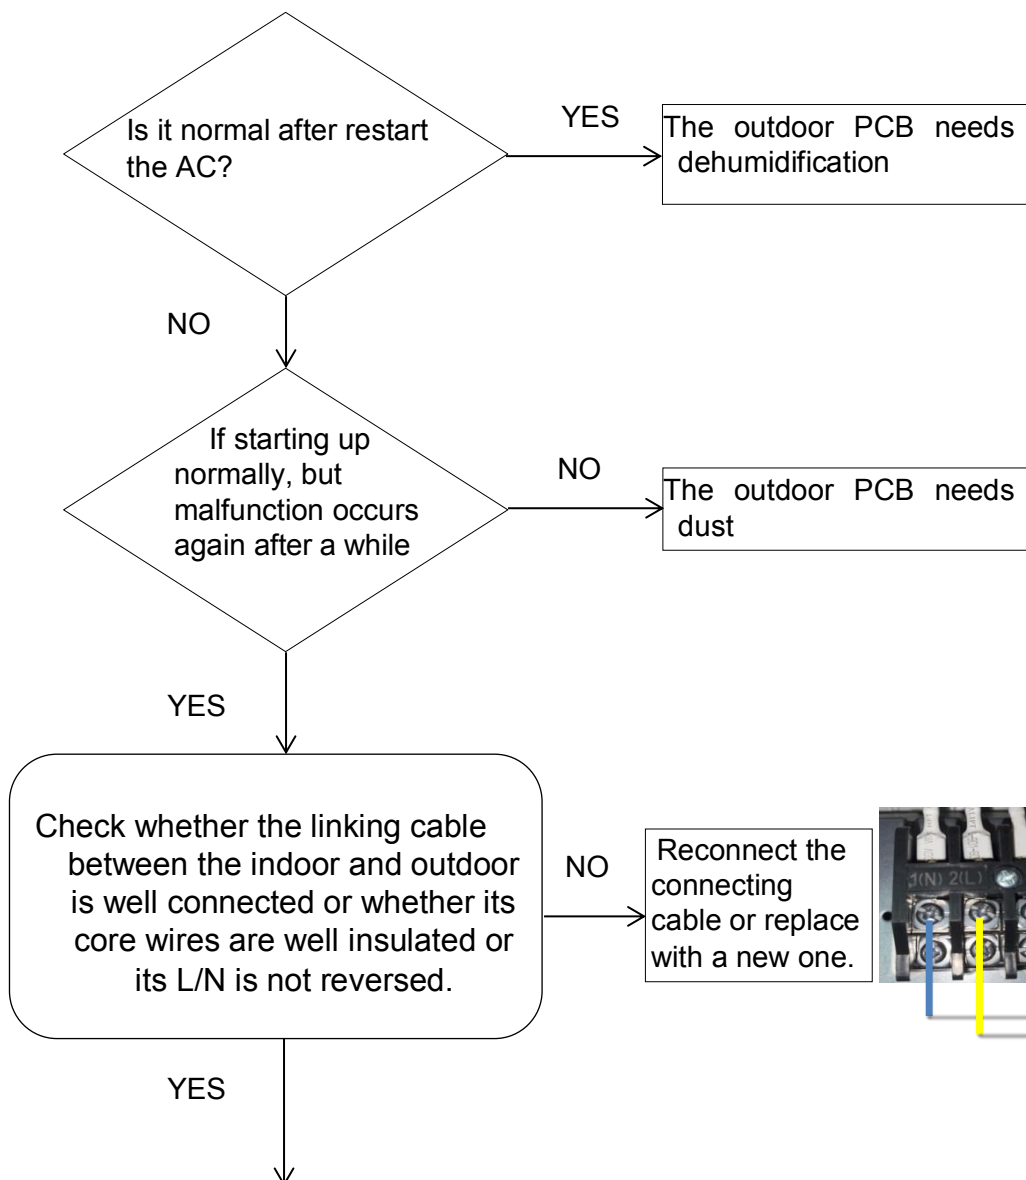 Is it normal after restart
the AC?
YES
The outdoor PCB needs
dehumidification
NO
If starting up
normally, but
malfunction occurs
again after a while
NO
The outdoor PCB needs
dust
YES
Check whether the linking cable
between the indoor and outdoor
is well connected or whether its
core wires are well insulated or
its L/N is not reversed.
NO
Reconnect the
connecting
cable or replace
with a new one.
1(N) 2(L)
YES